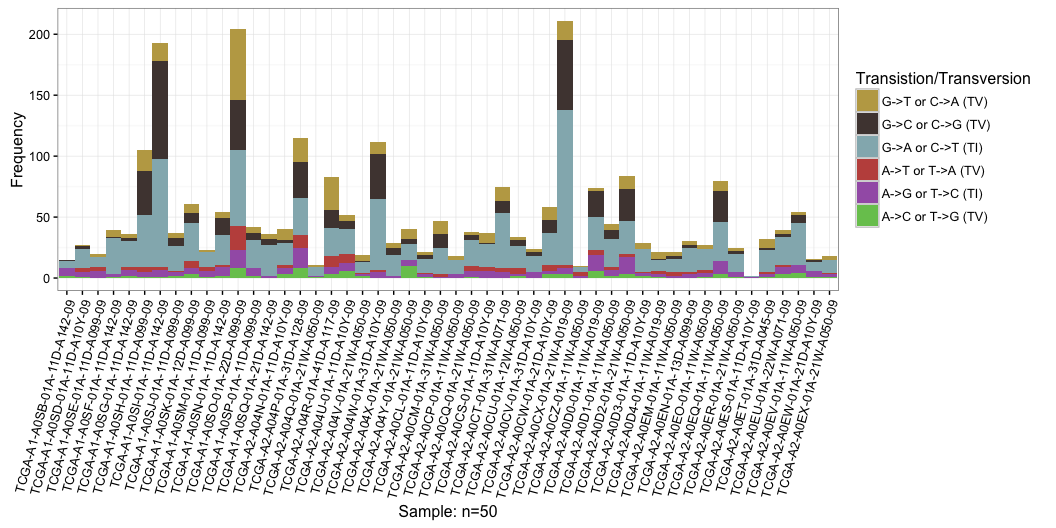 200
150
100
50
0
Frequency
TCGA-A1-A0SB-01A-11D-A142-09
TCGA-A1-A0SD-01A-11D-A10Y-09
TCGA-A1-A0SE-01A-11D-A099-09
TCGA-A1-A0SF-01A-11D-A142-09
TCGA-A1-A0SG-01A-11D-A142-09
TCGA-A1-A0SH-01A-11D-A099-09
TCGA-A1-A0SI-01A-11D-A142-09
TCGA-A1-A0SJ-01A-11D-A099-09
TCGA-A1-A0SK-01A-12D-A099-09
TCGA-A1-A0SM-01A-11D-A099-09
TCGA-A1-A0SN-01A-11D-A142-09
TCGA-A1-A0SO-01A-22D-A099-09
TCGA-A1-A0SP-01A-11D-A099-09
TCGA-A1-A0SQ-01A-21D-A142-09
TCGA-A2-A04N-01A-11D-A10Y-09
TCGA-A2-A04P-01A-31D-A128-09
TCGA-A2-A04Q-01A-21W-A050-09
TCGA-A2-A04R-01A-41D-A117-09
TCGA-A2-A04U-01A-11D-A10Y-09
TCGA-A2-A04V-01A-21W-A050-09
TCGA-A2-A04W-01A-31D-A10Y-09
TCGA-A2-A04X-01A-21W-A050-09
TCGA-A2-A04Y-01A-21W-A050-09
TCGA-A2-A0CL-01A-11D-A10Y-09
TCGA-A2-A0CM-01A-31W-A050-09
TCGA-A2-A0CP-01A-11W-A050-09
TCGA-A2-A0CQ-01A-21W-A050-09
TCGA-A2-A0CS-01A-11D-A10Y-09
TCGA-A2-A0CT-01A-31W-A071-09
TCGA-A2-A0CU-01A-12W-A050-09
TCGA-A2-A0CV-01A-31D-A10Y-09
TCGA-A2-A0CW-01A-21D-A10Y-09
TCGA-A2-A0CX-01A-21W-A019-09
TCGA-A2-A0CZ-01A-11W-A050-09
TCGA-A2-A0D0-01A-11W-A019-09
TCGA-A2-A0D1-01A-11W-A050-09
TCGA-A2-A0D2-01A-21W-A050-09
TCGA-A2-A0D3-01A-11D-A10Y-09
TCGA-A2-A0D4-01A-11W-A019-09
TCGA-A2-A0EM-01A-11W-A050-09
TCGA-A2-A0EN-01A-13D-A099-09
TCGA-A2-A0EO-01A-11W-A050-09
TCGA-A2-A0EQ-01A-11W-A050-09
TCGA-A2-A0ER-01A-21W-A050-09
TCGA-A2-A0ES-01A-11D-A10Y-09
TCGA-A2-A0ET-01A-31D-A045-09
TCGA-A2-A0EU-01A-22W-A071-09
TCGA-A2-A0EV-01A-11W-A050-09
TCGA-A2-A0EW-01A-21D-A10Y-09
TCGA-A2-A0EX-01A-21W-A050-09
Sample: n=50
Transistion/Transversion
G->T or C->A (TV)
G->C or C->G (TV)
G->A or C->T (TI)
A->T or T->A (TV)
A->G or T->C (TI)
A->C or T->G (TV)